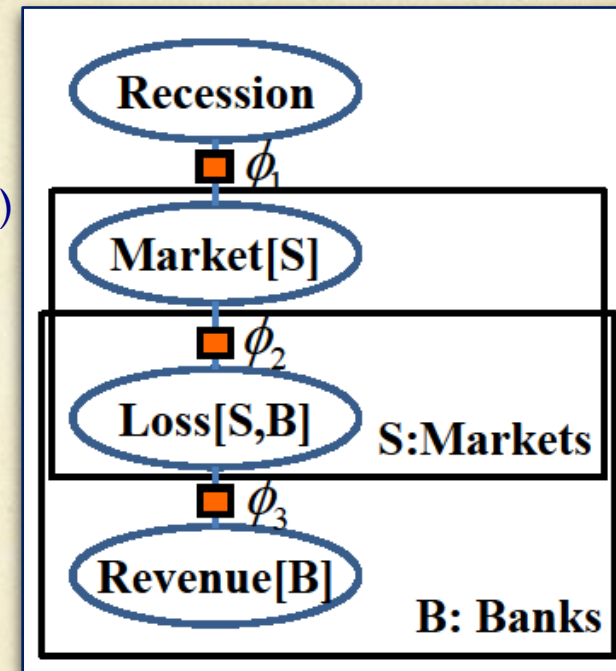 Recession
ϕ₁
)
Market[S]
ϕ₂
Loss[S,B]
S:Markets
ϕ₃
Revenue[B]
B: Banks